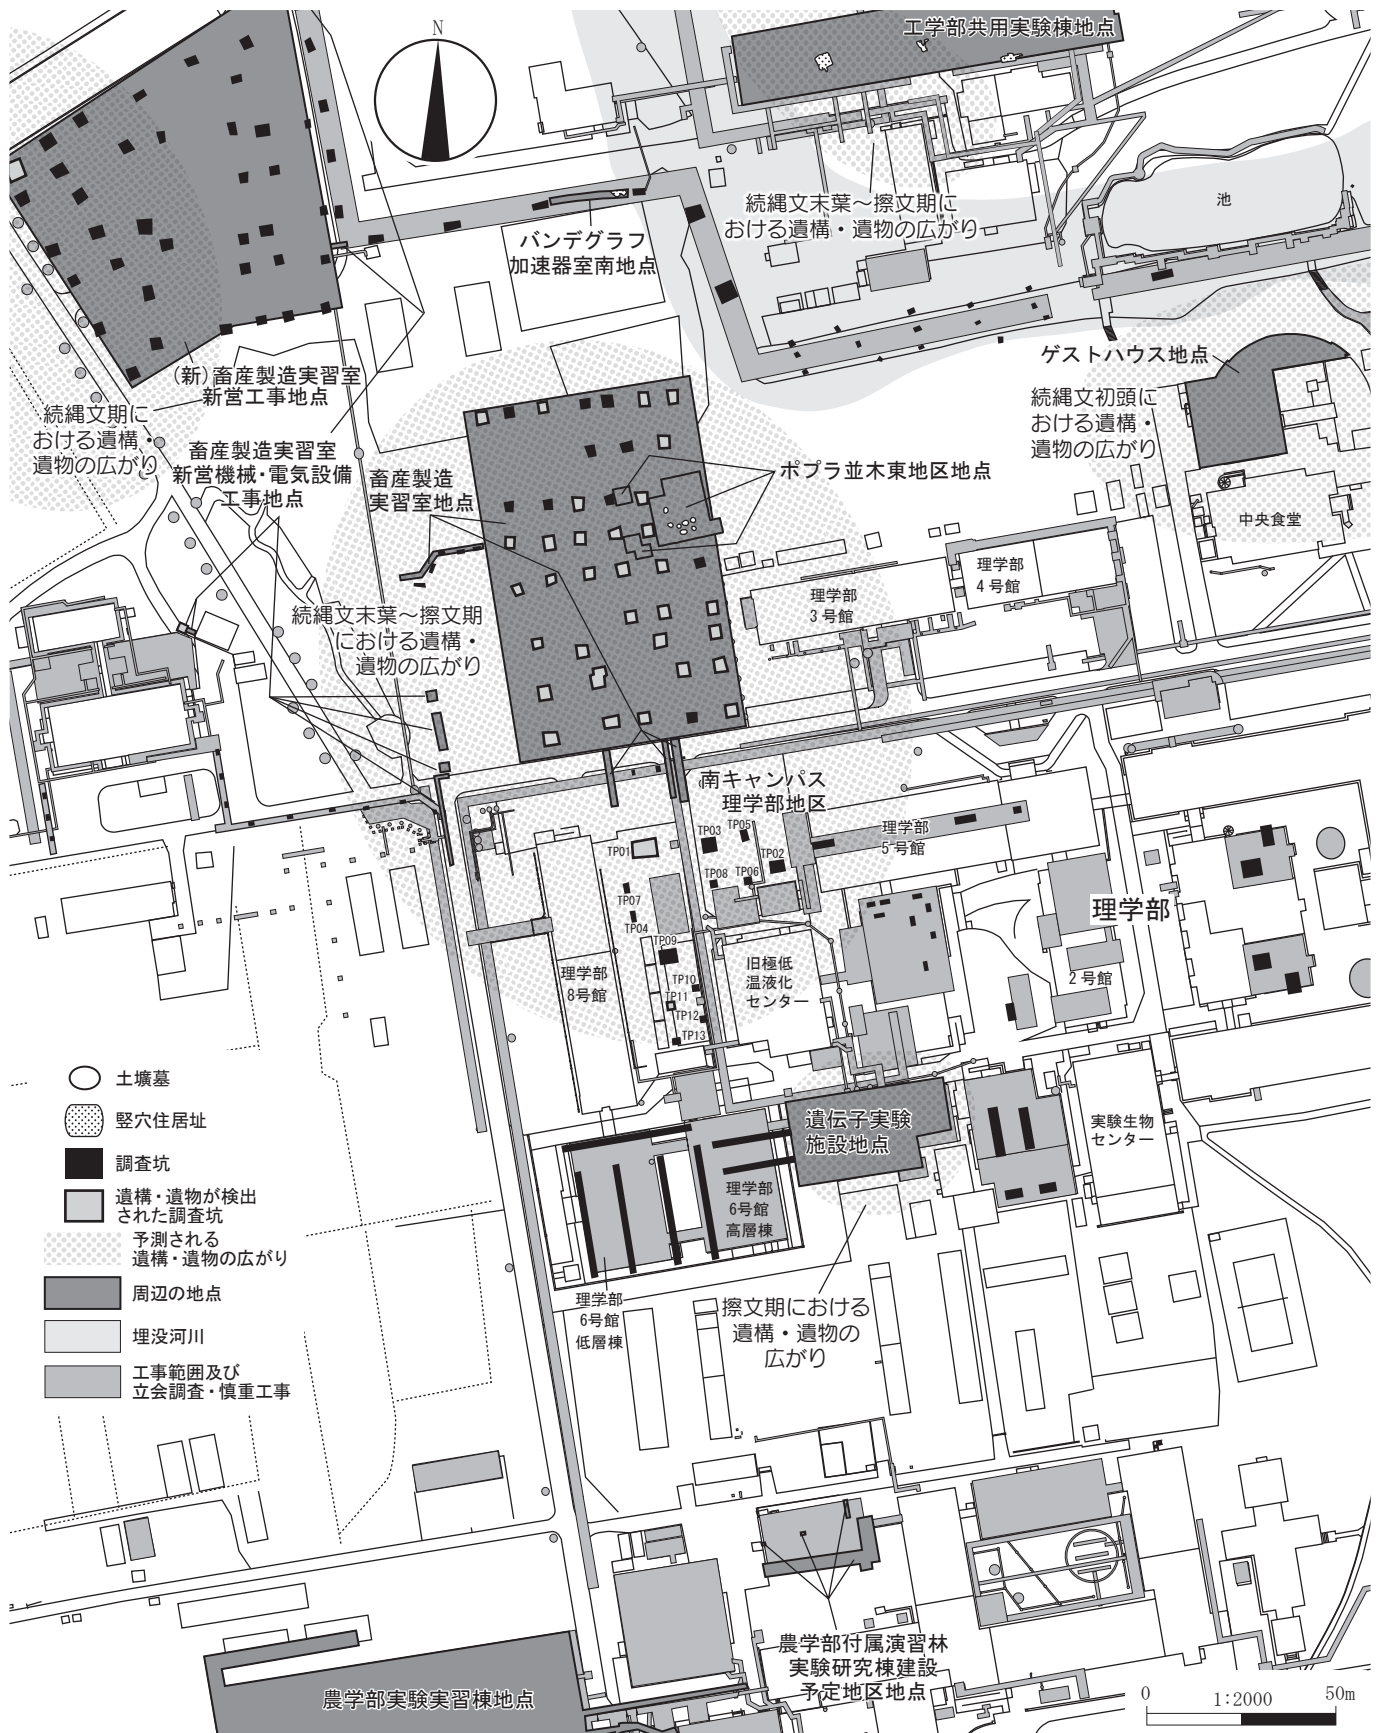 N
工学部共用実験棟地点
池
続縄文末葉～擦文期に
おける遺構・遺物の広がり
バンデグラフ
加速器室南地点
ゲストハウス地点
続縄文初頭に
おける遺構・
遺物の広がり
(新)畜産製造実習室
新営工事地点
続縄文期に
おける遺構・
遺物の広がり
畜産製造実習室
新営機械・電気設備
工事地点
畜産製造
実習室地点
ポプラ並木東地区地点
中央食堂
理学部
4号館
理学部
3号館
続縄文末葉～擦文期
における遺構・
遺物の広がり
南キャンパス
理学部地区
理学部
5号館
TP01
TP03
TP05
TP02
TP08
TP06
TP07
TP04
TP09
TP10
TP11
TP12
TP13
理学部
8号館
旧極低
温液化
センター
理学部
2号館
土壙墓
竪穴住居址
調査坑
遺構・遺物が検出
された調査坑
予測される
遺構・遺物の広がり
周辺の地点
埋没河川
工事範囲及び
立会調査・慎重工事
遺伝子実験
施設地点
実験生物
センター
理学部
6号館
高層棟
理学部
6号館
低層棟
擦文期における
遺構・遺物の
広がり
農学部付属演習林
実験研究棟建設
予定地区地点
農学部実験実習棟地点
0
1:2000
50m